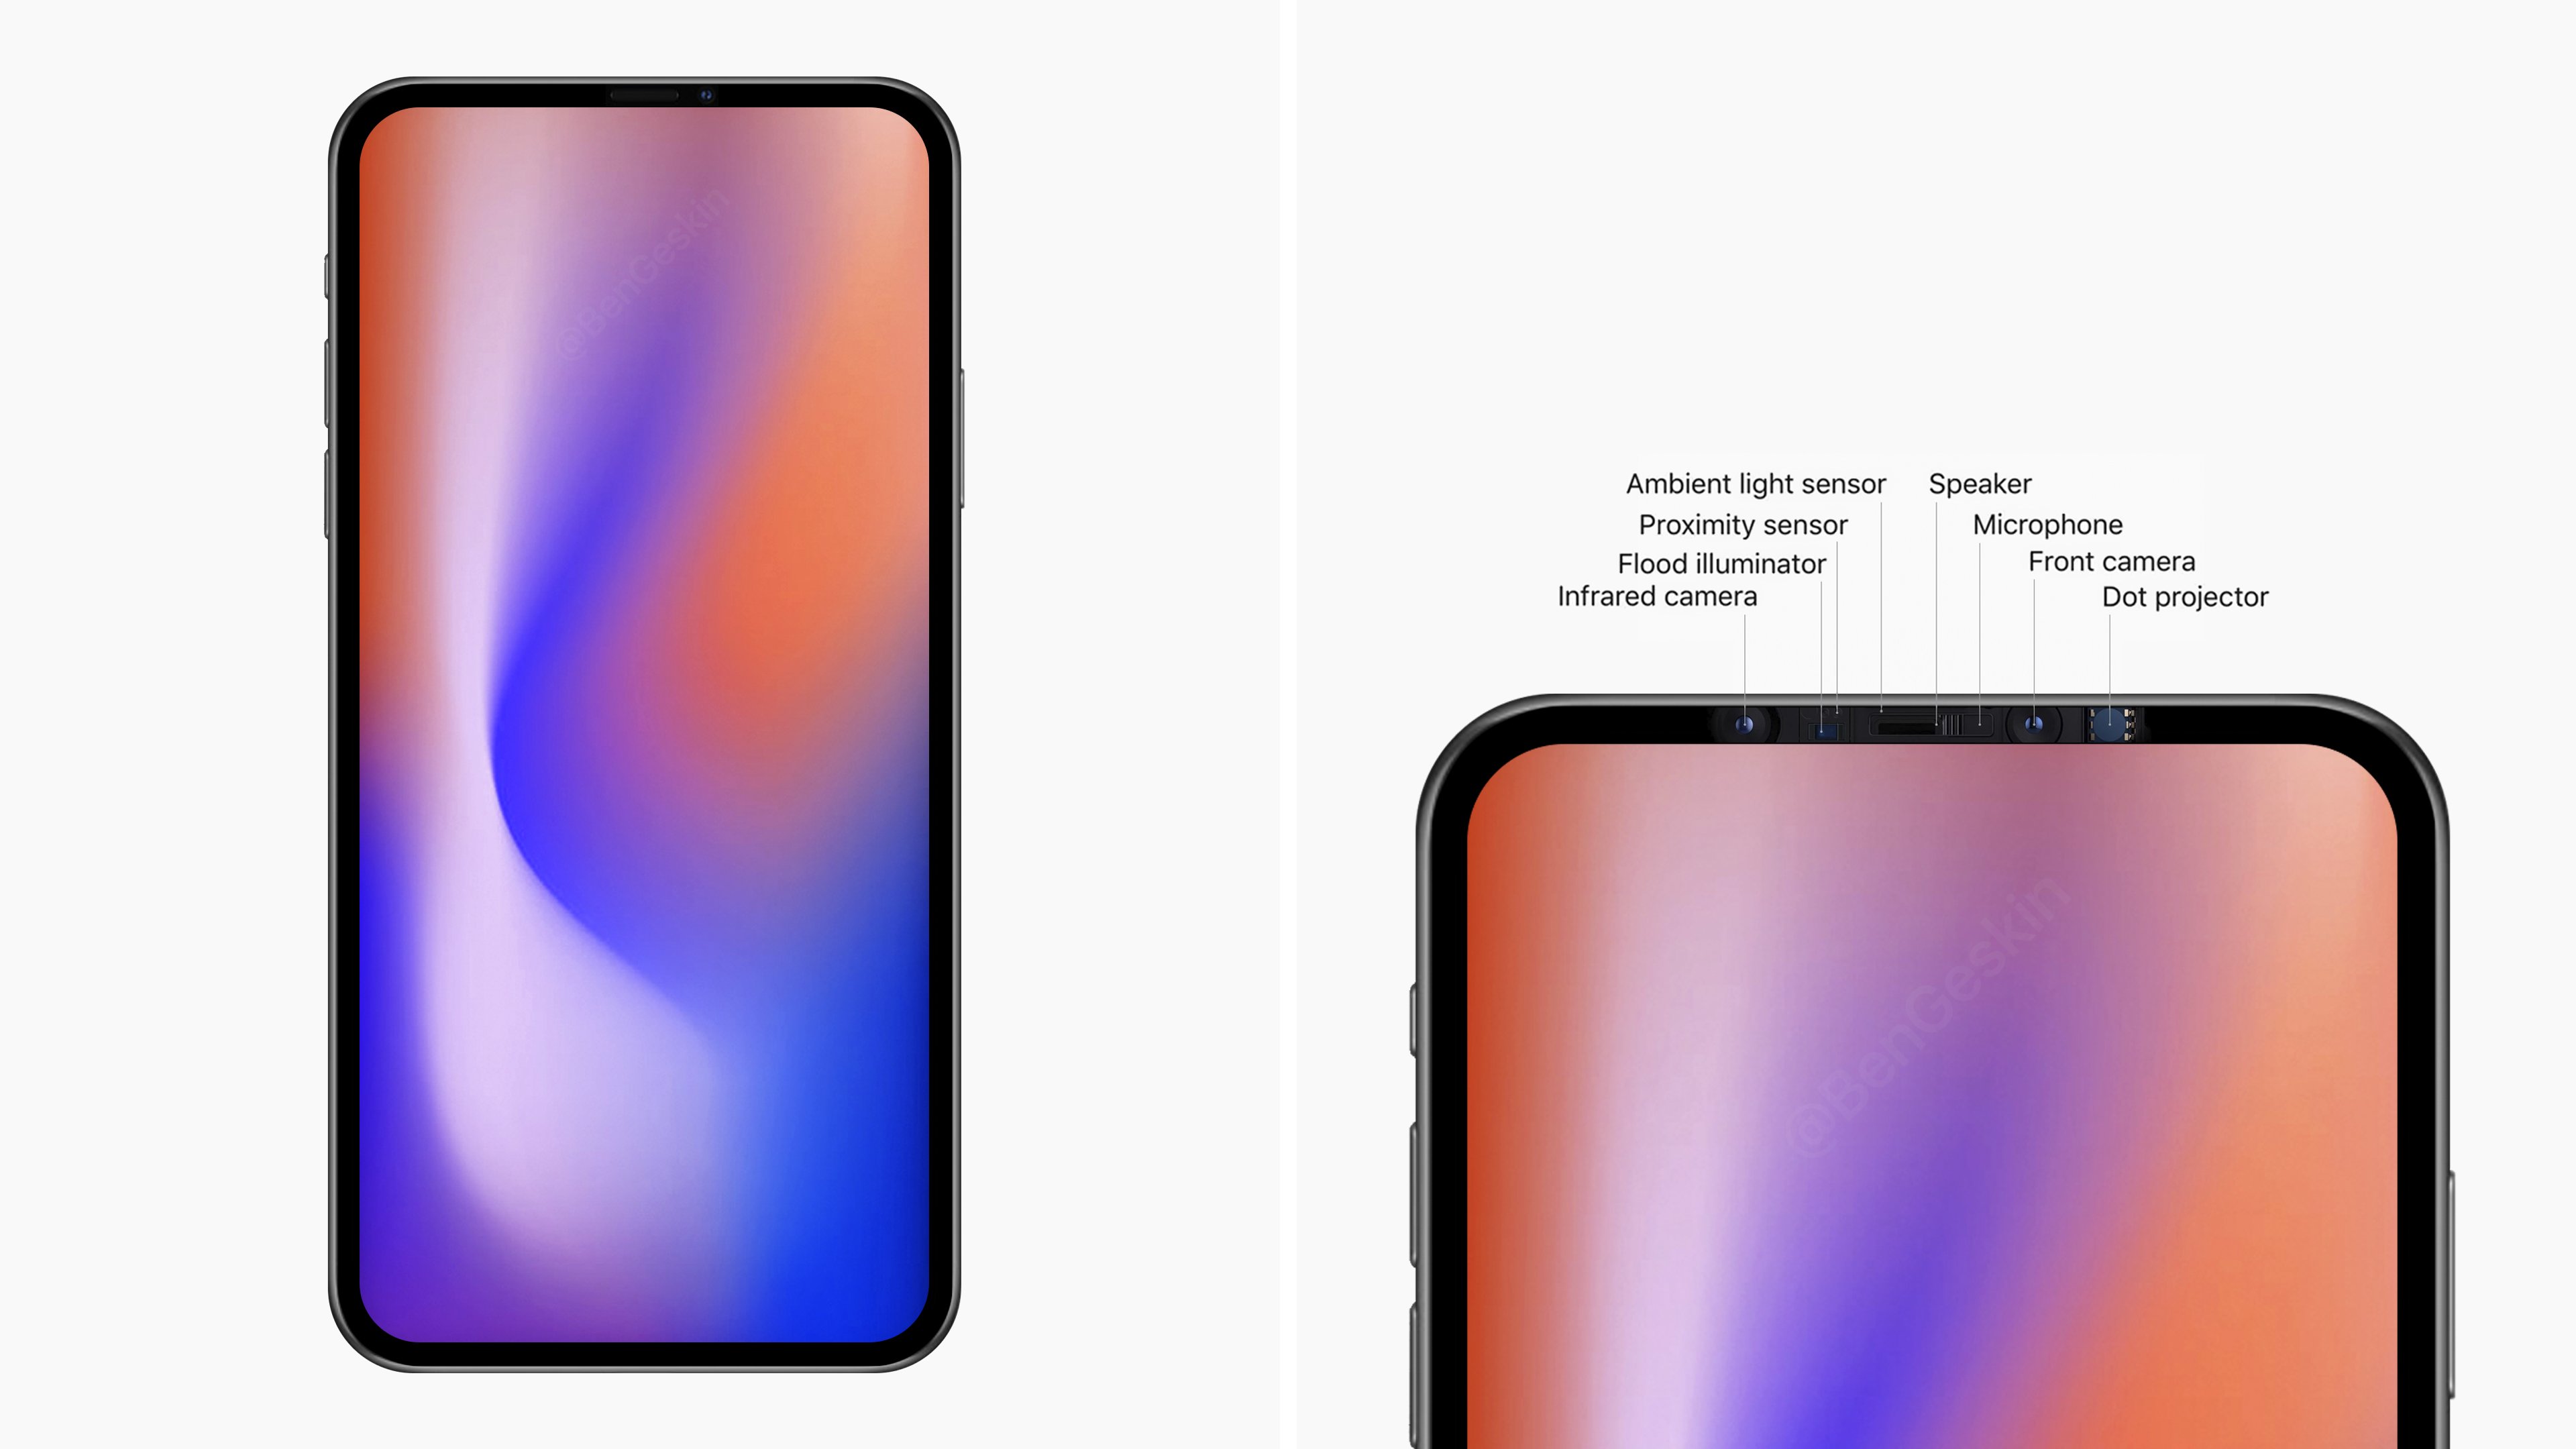 @BenGeskin
Ambient light sensor
Speaker
Proximity sensor
Microphone
Flood illuminator
Front camera
Infrared camera
Dot projector
@BenGeskin